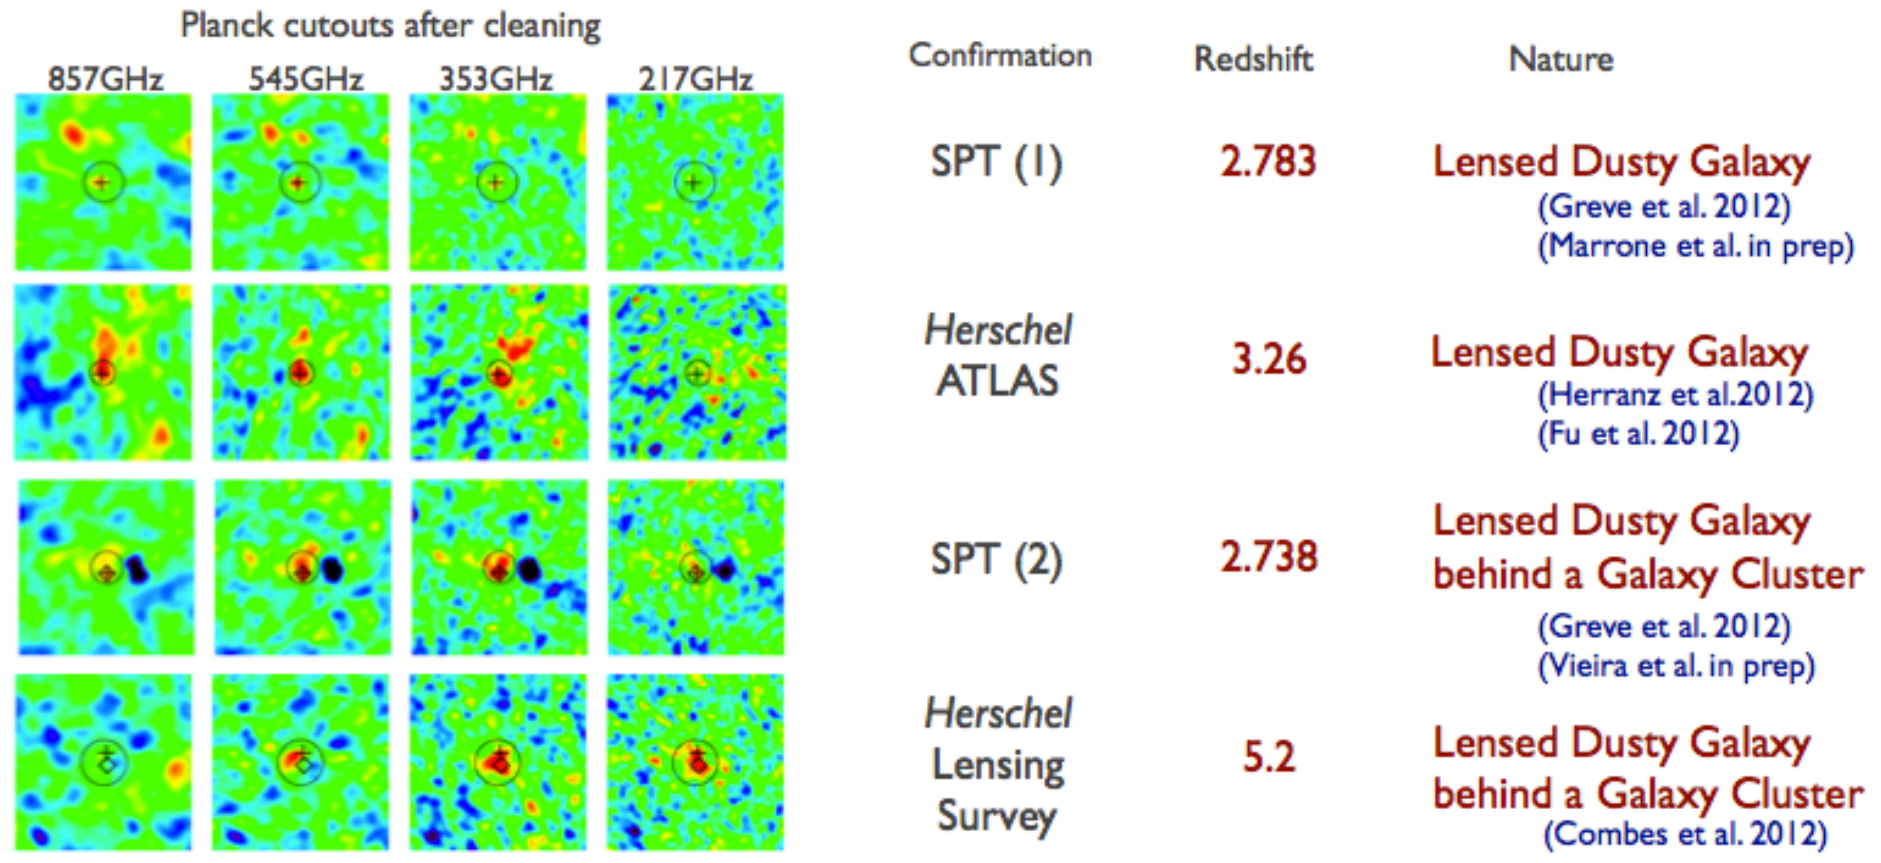 Planck cutouts after cleaning
857GHz 545GHz 353GHz 217GHz
Confirmation Redshift Nature
SPT (1) 2.783 Lensed Dusty Galaxy
(Greve et al. 2012)
(Marrone et al. in prep)
Herschel
ATLAS
3.26
Lensed Dusty Galaxy
(Herranz et al.2012)
(Fu et al. 2012)
SPT (2)
2.738
Lensed Dusty Galaxy
behind a Galaxy Cluster
(Greve et al. 2012)
(Vieira et al. in prep)
Herschel
Lensing
Survey
5.2
Lensed Dusty Galaxy
behind a Galaxy Cluster
(Combes et al. 2012)